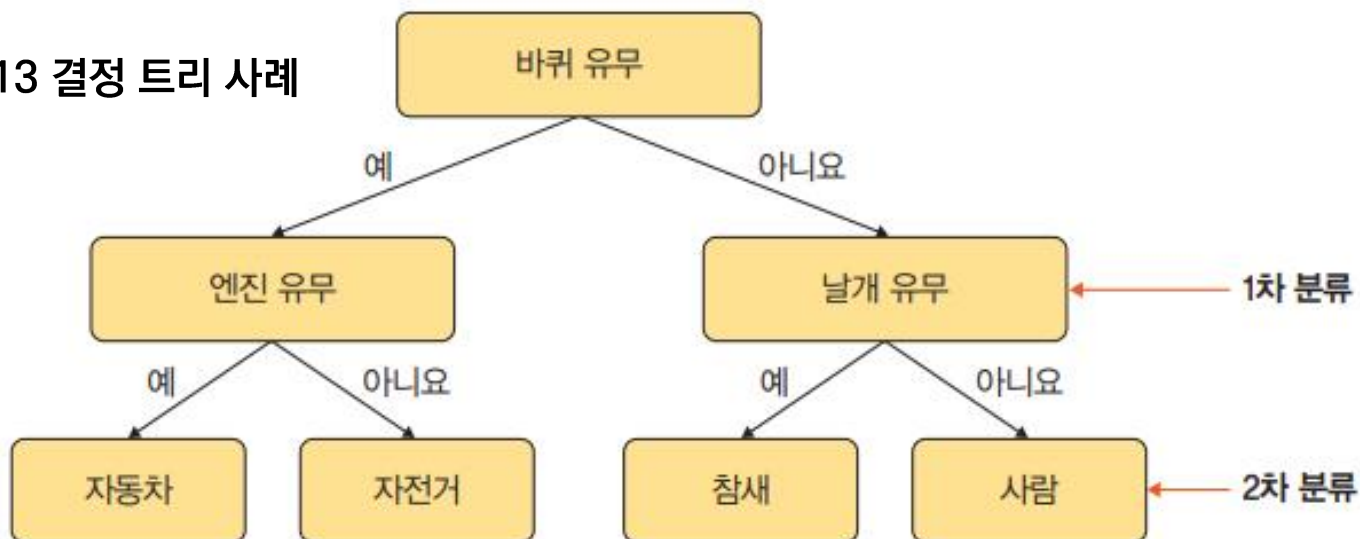 바퀴 유무
13 결정 트리 사례
예
아니요
엔진 유무
날개 유무
1차 분류
예
아니요
예
아니요
자동차
자전거
참새
사람
2차 분류